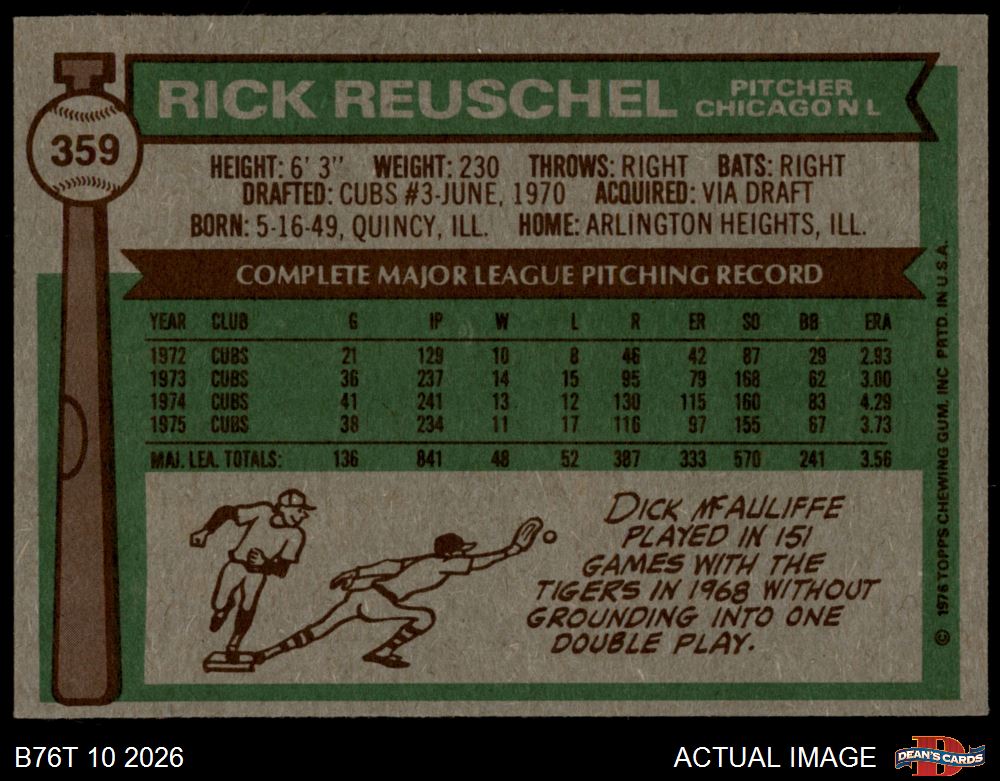 359
RICK REUSCHEL
PITCHER
CHICAGO N L
HEIGHT: 6' 3" WEIGHT: 230 THROWS: RIGHT BATS: RIGHT
DRAFTED: CUBS #3-JUNE, 1970 ACQUIRED: VIA DRAFT
BORN: 5-16-49, QUINCY, ILL. HOME: ARLINGTON HEIGHTS, ILL.
COMPLETE MAJOR LEAGUE PITCHING RECORD
YEAR CLUB G IP W L R ER SO BB ERA
1972 CUBS 21 129 10 8 46 42 87 29 2.93
1973 CUBS 36 237 14 15 95 79 168 62 3.00
1974 CUBS 41 241 13 12 130 115 160 83 4.29
1975 CUBS 38 234 11 17 116 97 155 67 3.73
MAJ. LEA. TOTALS: 136 841 48 52 387 333 570 241 3.56
DICK McAULIFFE
PLAYED IN 151
GAMES WITH THE
TIGERS IN 1968 WITHOUT
GROUNDING INTO ONE
DOUBLE PLAY.
© 1976 TOPPS CHEWING GUM, INC PRTD. IN U.S.A.
B76T 10 2026
ACTUAL IMAGE
D
DEAN'S CARDS